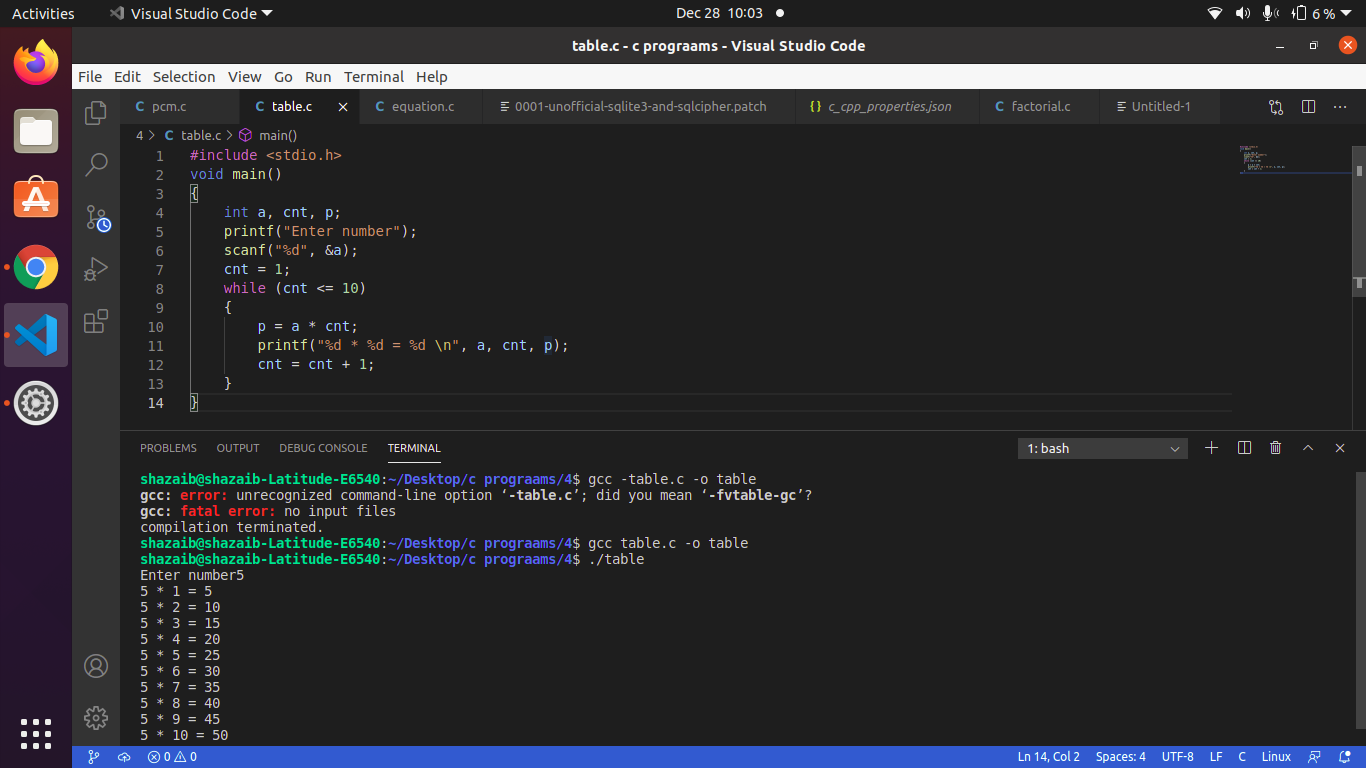 Activities Visual Studio Code Dec 28 10:03 6 %
table.c - c prograams - Visual Studio Code
File Edit Selection View Go Run Terminal Help
C pcm.c C table.c C equation.c 0001-unofficial-sqlite3-and-sqlcipher.patch {} c_cpp_properties.json C factorial.c Untitled-1
4 > C table.c > main()
1 #include <stdio.h>
2 void main()
3 {
4     int a, cnt, p;
5     printf("Enter number");
6     scanf("%d", &a);
7     cnt = 1;
8     while (cnt <= 10)
9     {
10         p = a * cnt;
11         printf("%d * %d = %d \n", a, cnt, p);
12         cnt = cnt + 1;
13     }
14 }
PROBLEMS OUTPUT DEBUG CONSOLE TERMINAL 1: bash
shazaib@shazaib-Latitude-E6540:~/Desktop/c prograams/4$ gcc -table.c -o table
gcc: error: unrecognized command-line option ‘-table.c’; did you mean ‘-fvtable-gc’?
gcc: fatal error: no input files
compilation terminated.
shazaib@shazaib-Latitude-E6540:~/Desktop/c prograams/4$ gcc table.c -o table
shazaib@shazaib-Latitude-E6540:~/Desktop/c prograams/4$ ./table
Enter number5
5 * 1 = 5
5 * 2 = 10
5 * 3 = 15
5 * 4 = 20
5 * 5 = 25
5 * 6 = 30
5 * 7 = 35
5 * 8 = 40
5 * 9 = 45
5 * 10 = 50
0 0 Ln 14, Col 2 Spaces: 4 UTF-8 LF C Linux